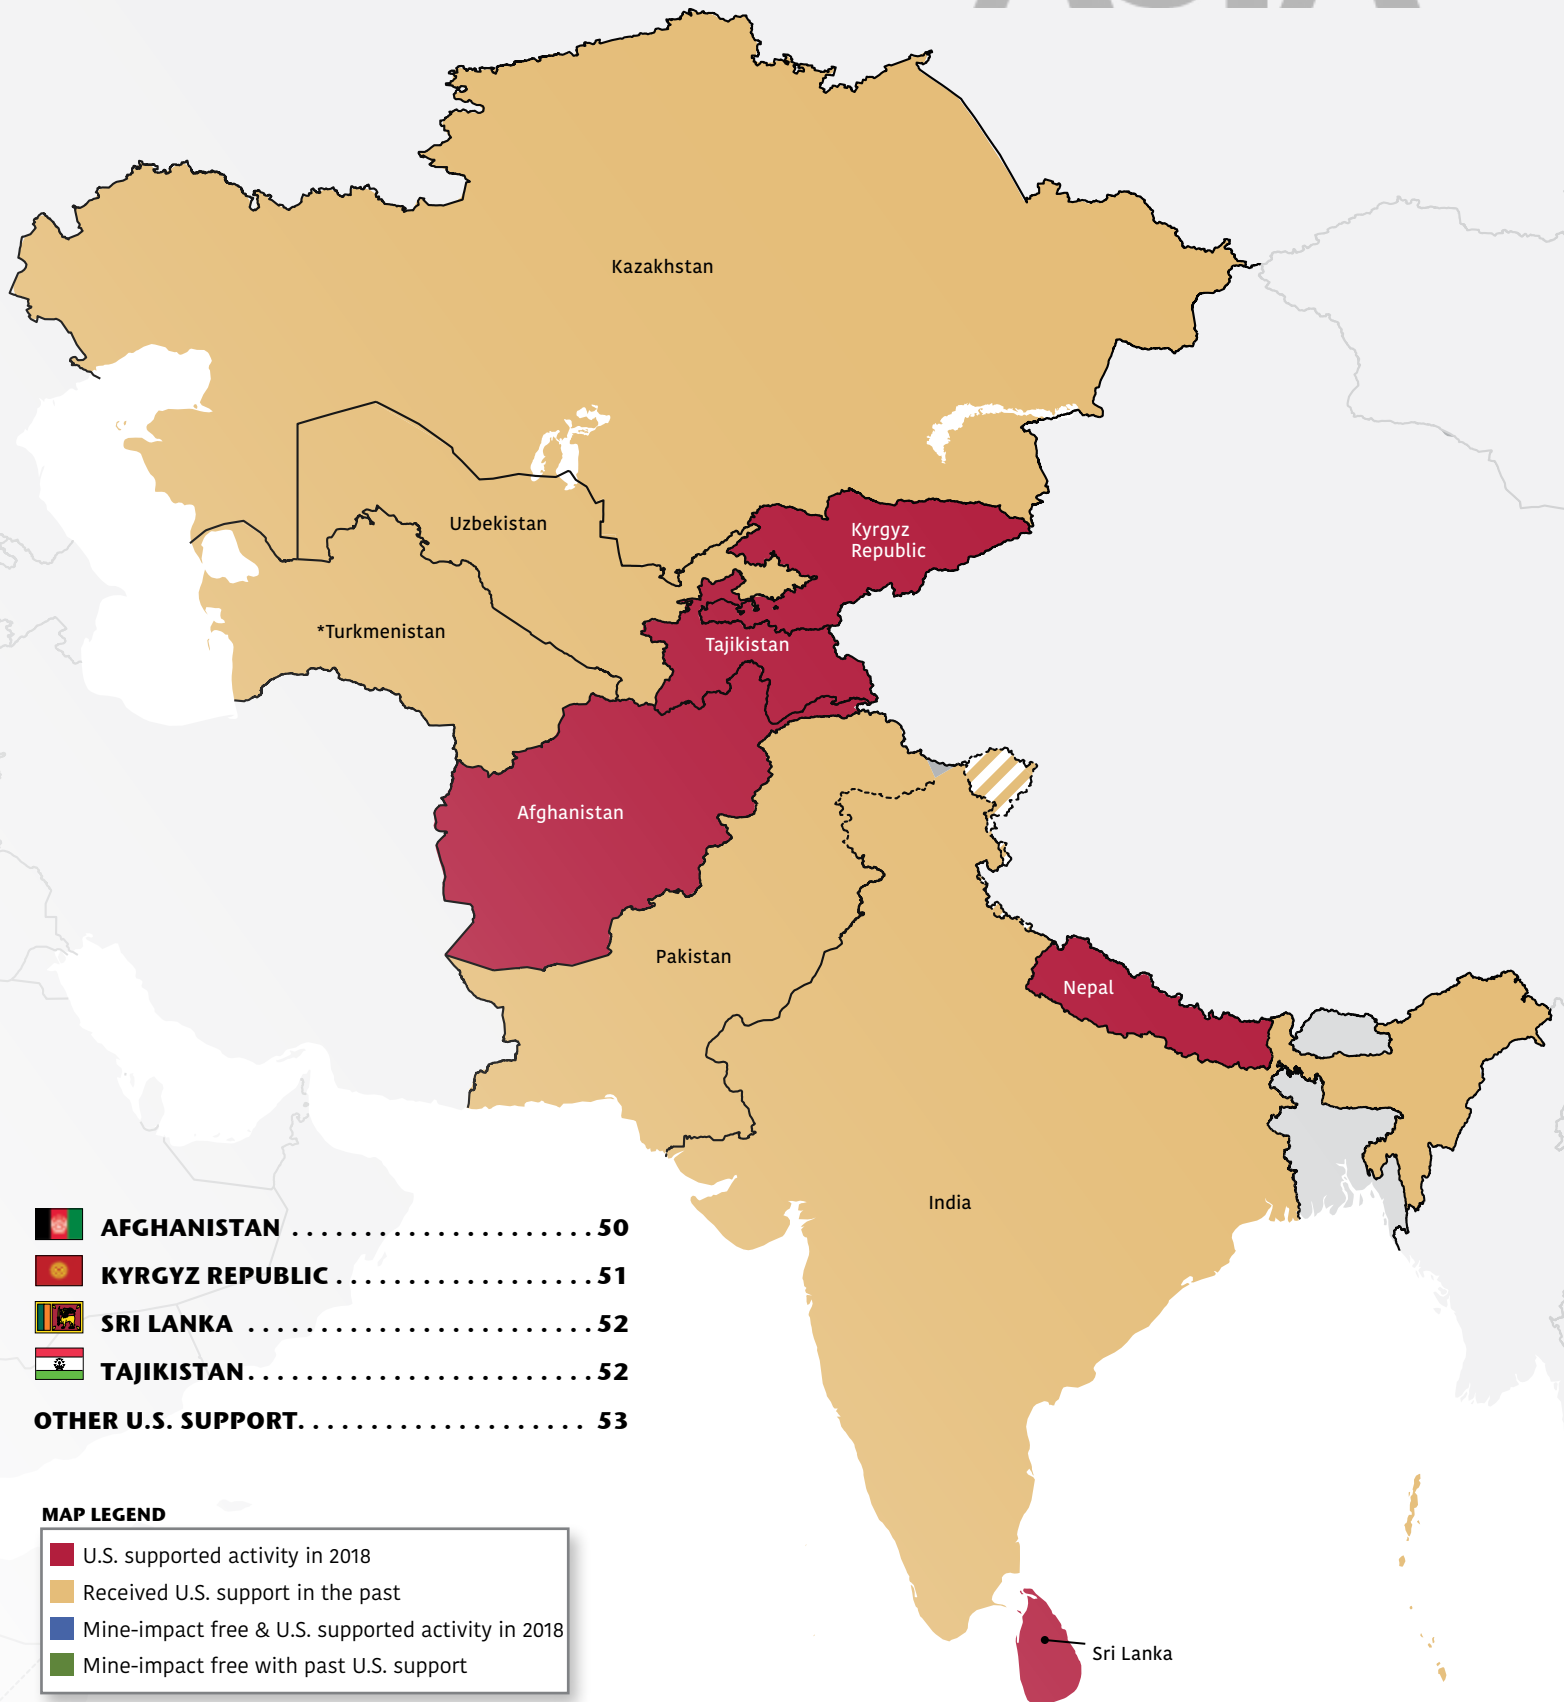 Kazakhstan
Uzbekistan
Kyrgyz
Republic
*Turkmenistan
Tajikistan
Afghanistan
Pakistan
Nepal
India
AFGHANISTAN . . . . . . . . . . . . . . . . . . . . . 50
KYRGYZ REPUBLIC . . . . . . . . . . . . . . . . . . 51
SRI LANKA . . . . . . . . . . . . . . . . . . . . . . . . 52
TAJIKISTAN. . . . . . . . . . . . . . . . . . . . . . . . 52
OTHER U.S. SUPPORT. . . . . . . . . . . . . . . . . . . . 53
MAP LEGEND
U.S. supported activity in 2018
Received U.S. support in the past
Mine-impact free & U.S. supported activity in 2018
Mine-impact free with past U.S. support
Sri Lanka